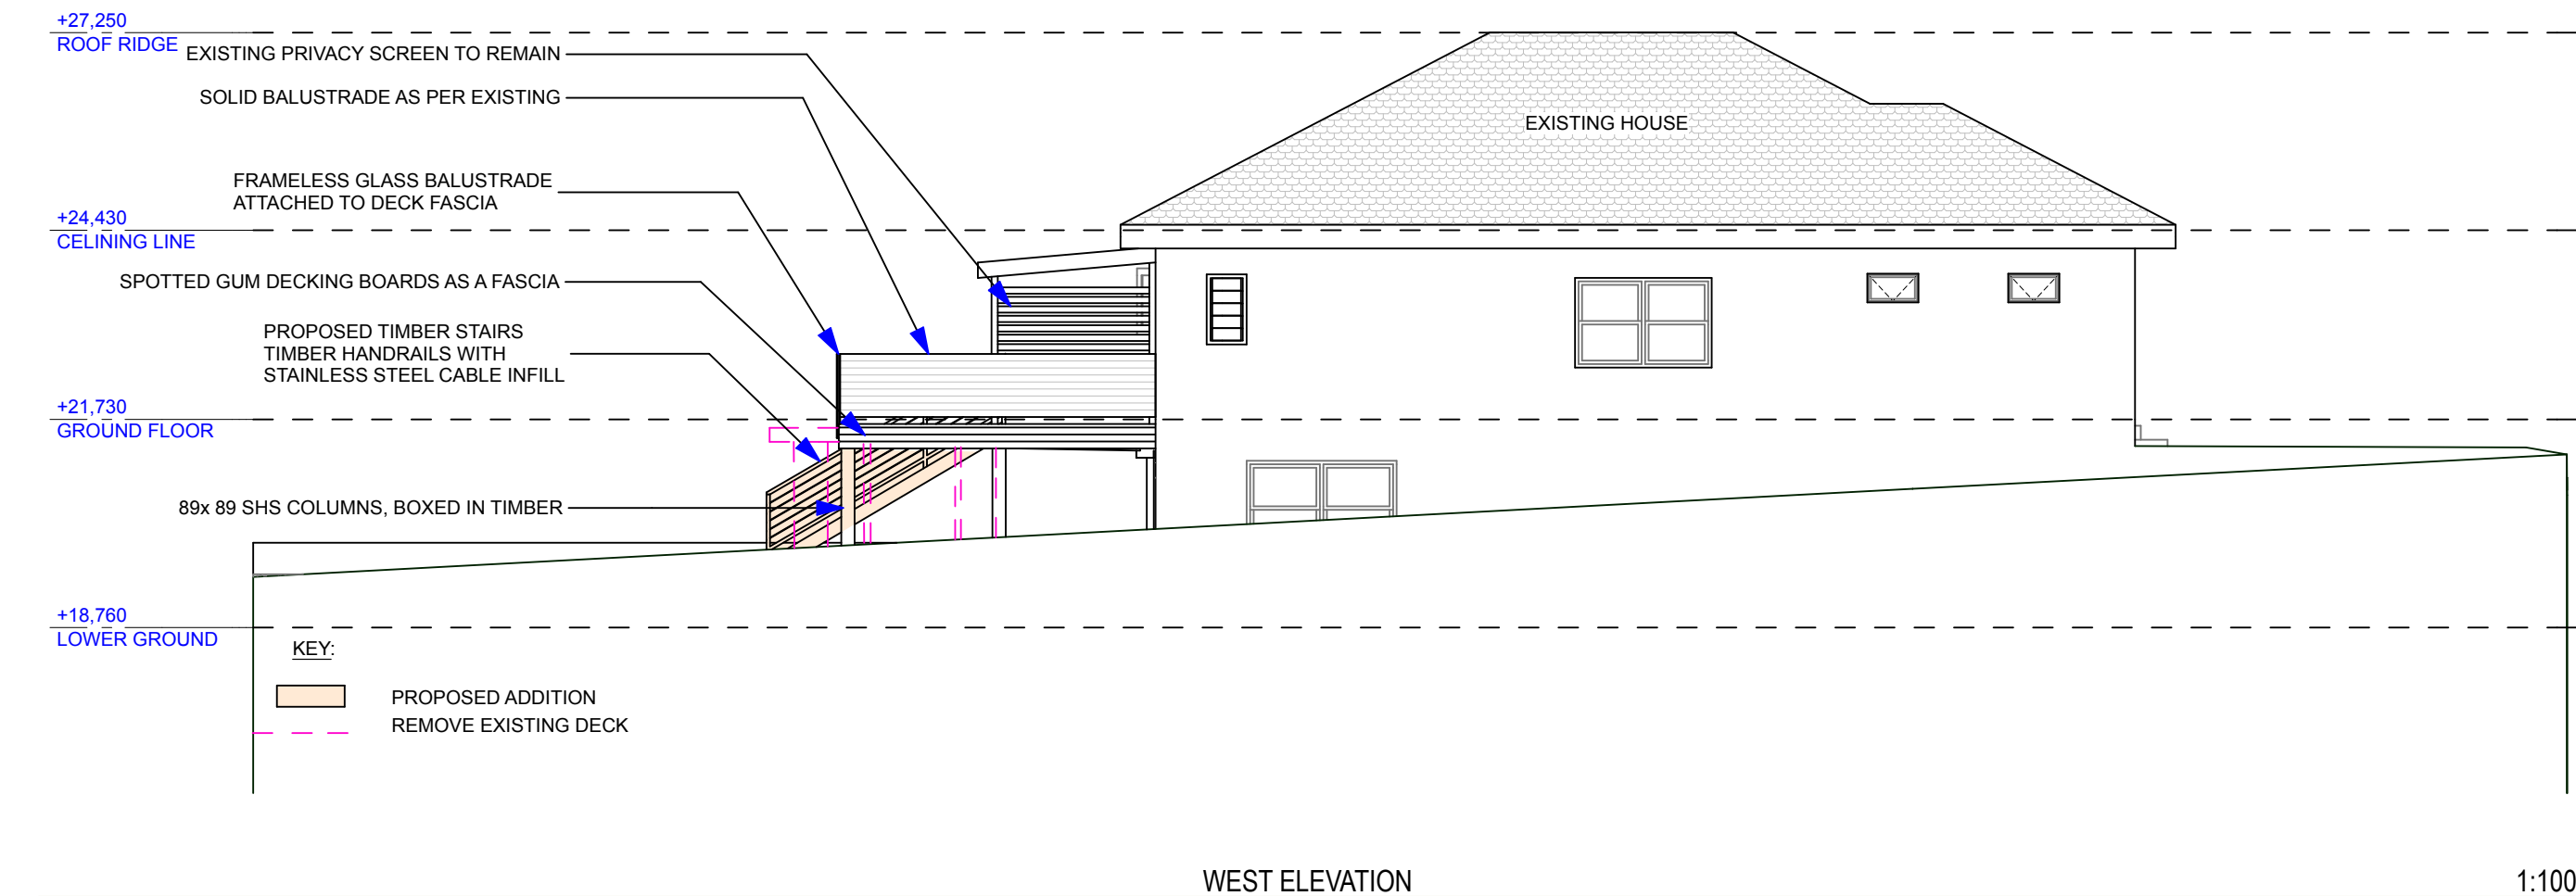 +27,250
ROOF RIDGE
EXISTING PRIVACY SCREEN TO REMAIN
SOLID BALUSTRADE AS PER EXISTING
EXISTING HOUSE
FRAMELESS GLASS BALUSTRADE
ATTACHED TO DECK FASCIA
+24,430
CELINING LINE
SPOTTED GUM DECKING BOARDS AS A FASCIA
PROPOSED TIMBER STAIRS
TIMBER HANDRAILS WITH
STAINLESS STEEL CABLE INFILL
+21,730
GROUND FLOOR
89x 89 SHS COLUMNS, BOXED IN TIMBER
+18,760
LOWER GROUND
KEY:
PROPOSED ADDITION
REMOVE EXISTING DECK
WEST ELEVATION
1:100